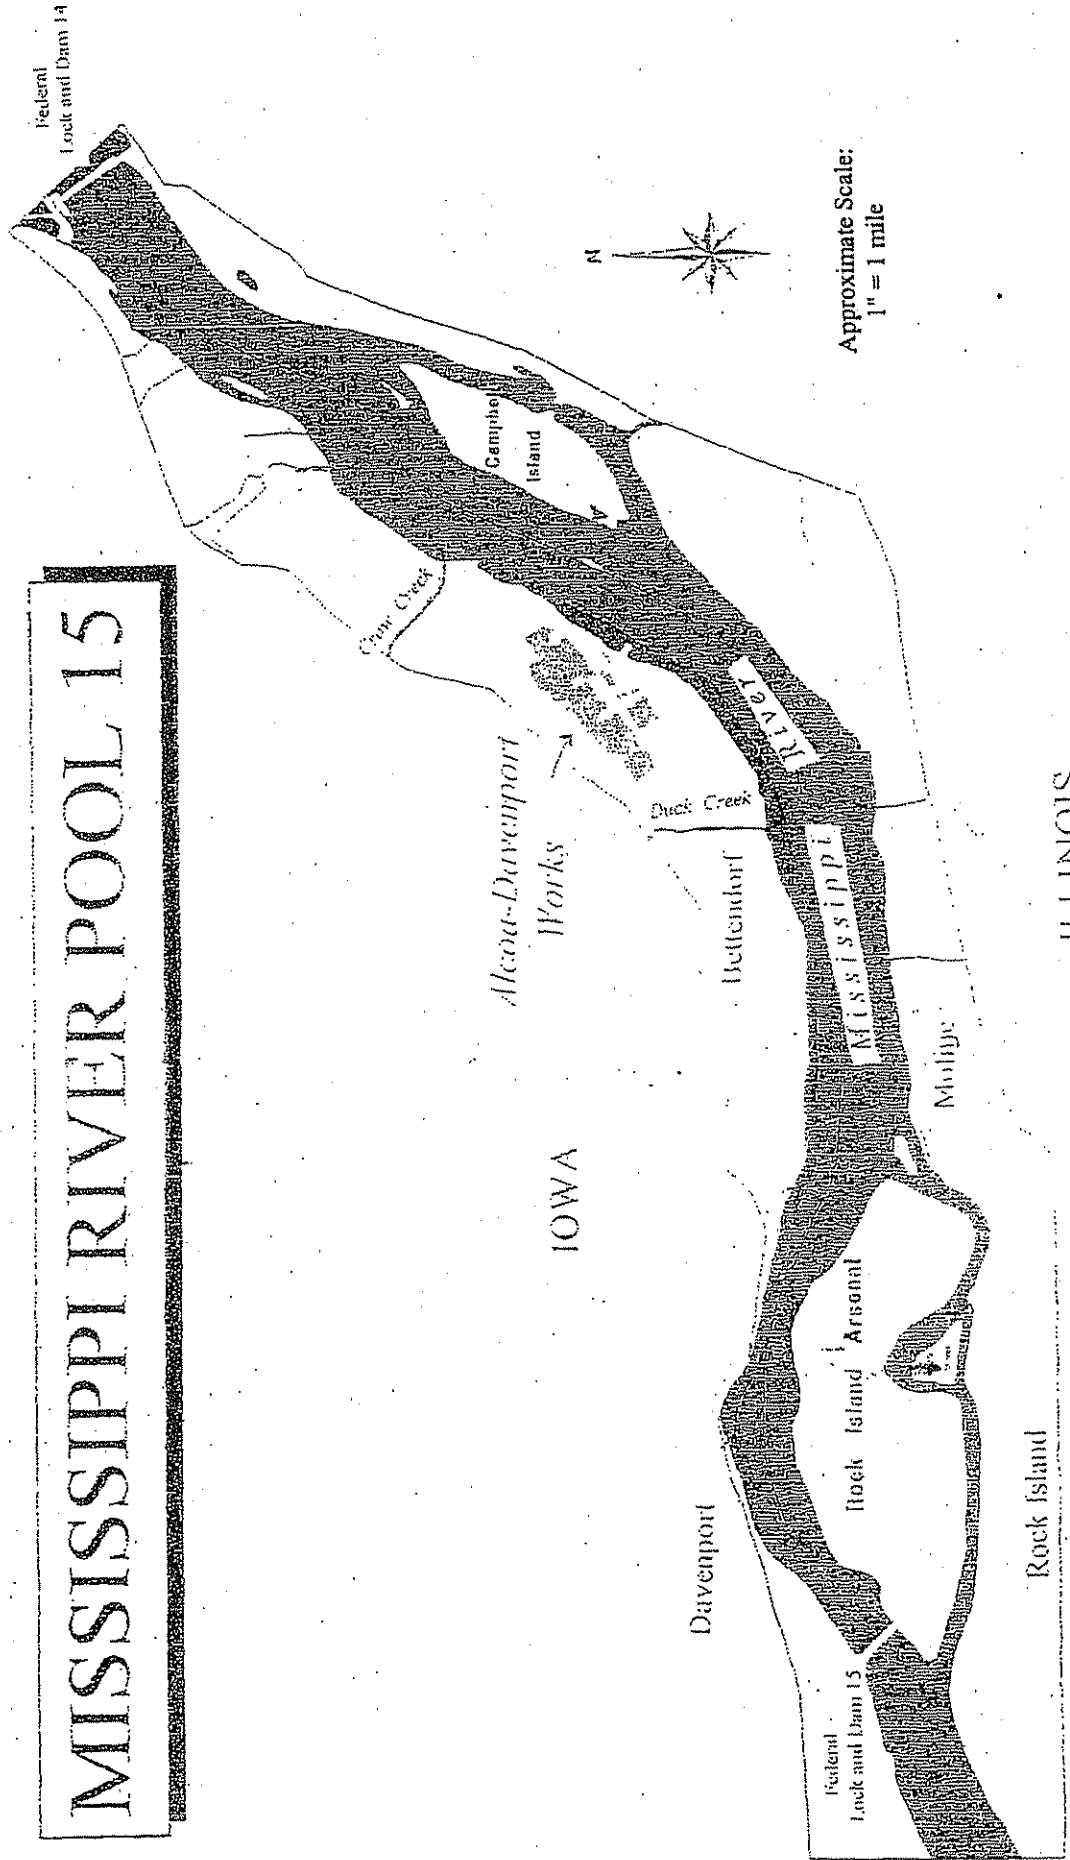 MISSISSIPPI RIVER POOL 15
Federal
Lock and Dam 14
N
Approximate Scale:
1" = 1 mile
Campbell
Island
Crow Creek
Alcoa-Davenport
Works
Duck Creek
Bettendorf
Mississippi
River
IOWA
Moline
ILLINOIS
Rock Island Arsenal
Davenport
Federal
Lock and Dam 15
Rock Island